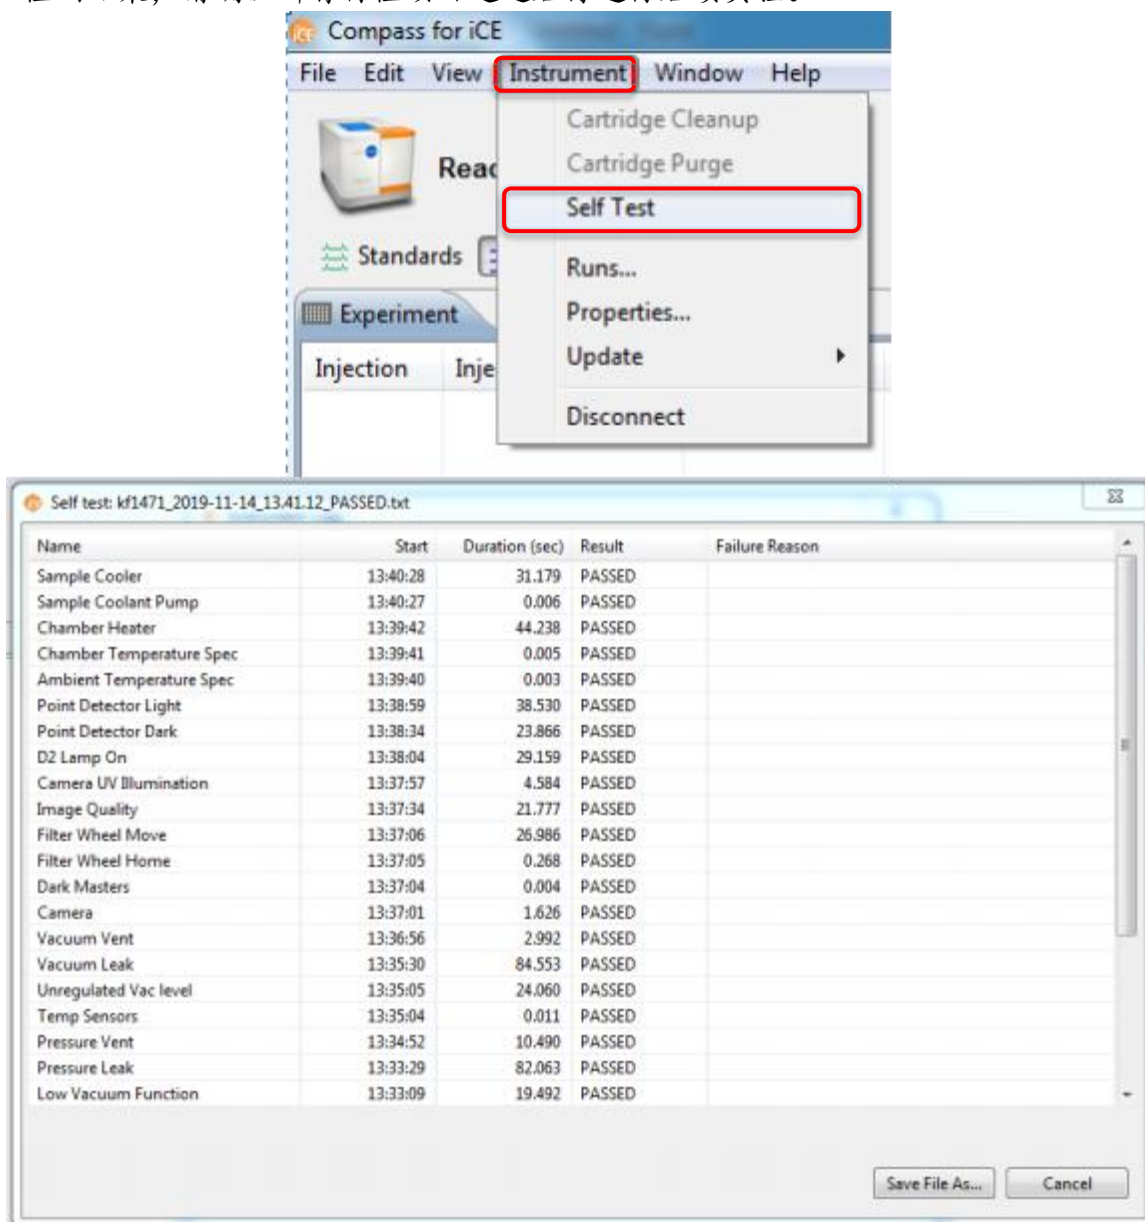 Compass for iCE
File Edit View Instrument Window Help
Cartridge Cleanup
Cartridge Purge
Self Test
Runs...
Properties...
Update
Disconnect
Standards
Experiment
Injection
Self test: kf1471_2019-11-14_13.41.12_PASSED.txt
Name Start Duration (sec) Result Failure Reason
Sample Cooler 13:40:28 31.179 PASSED
Sample Coolant Pump 13:40:27 0.006 PASSED
Chamber Heater 13:39:42 44.238 PASSED
Chamber Temperature Spec 13:39:41 0.005 PASSED
Ambient Temperature Spec 13:39:40 0.003 PASSED
Point Detector Light 13:38:59 38.530 PASSED
Point Detector Dark 13:38:34 23.866 PASSED
D2 Lamp On 13:38:04 29.159 PASSED
Camera UV Illumination 13:37:57 4.584 PASSED
Image Quality 13:37:34 21.777 PASSED
Filter Wheel Move 13:37:06 26.986 PASSED
Filter Wheel Home 13:37:05 0.268 PASSED
Dark Masters 13:37:04 0.004 PASSED
Camera 13:37:01 1.626 PASSED
Vacuum Vent 13:36:56 2.992 PASSED
Vacuum Leak 13:35:30 84.553 PASSED
Unregulated Vac level 13:35:05 24.060 PASSED
Temp Sensors 13:35:04 0.011 PASSED
Pressure Vent 13:34:52 10.490 PASSED
Pressure Leak 13:33:29 82.063 PASSED
Low Vacuum Function 13:33:09 19.492 PASSED
Save File As... Cancel